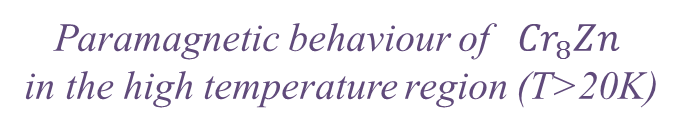 Paramagnetic behaviour of Cr₈Zn
in the high temperature region (T>20K)